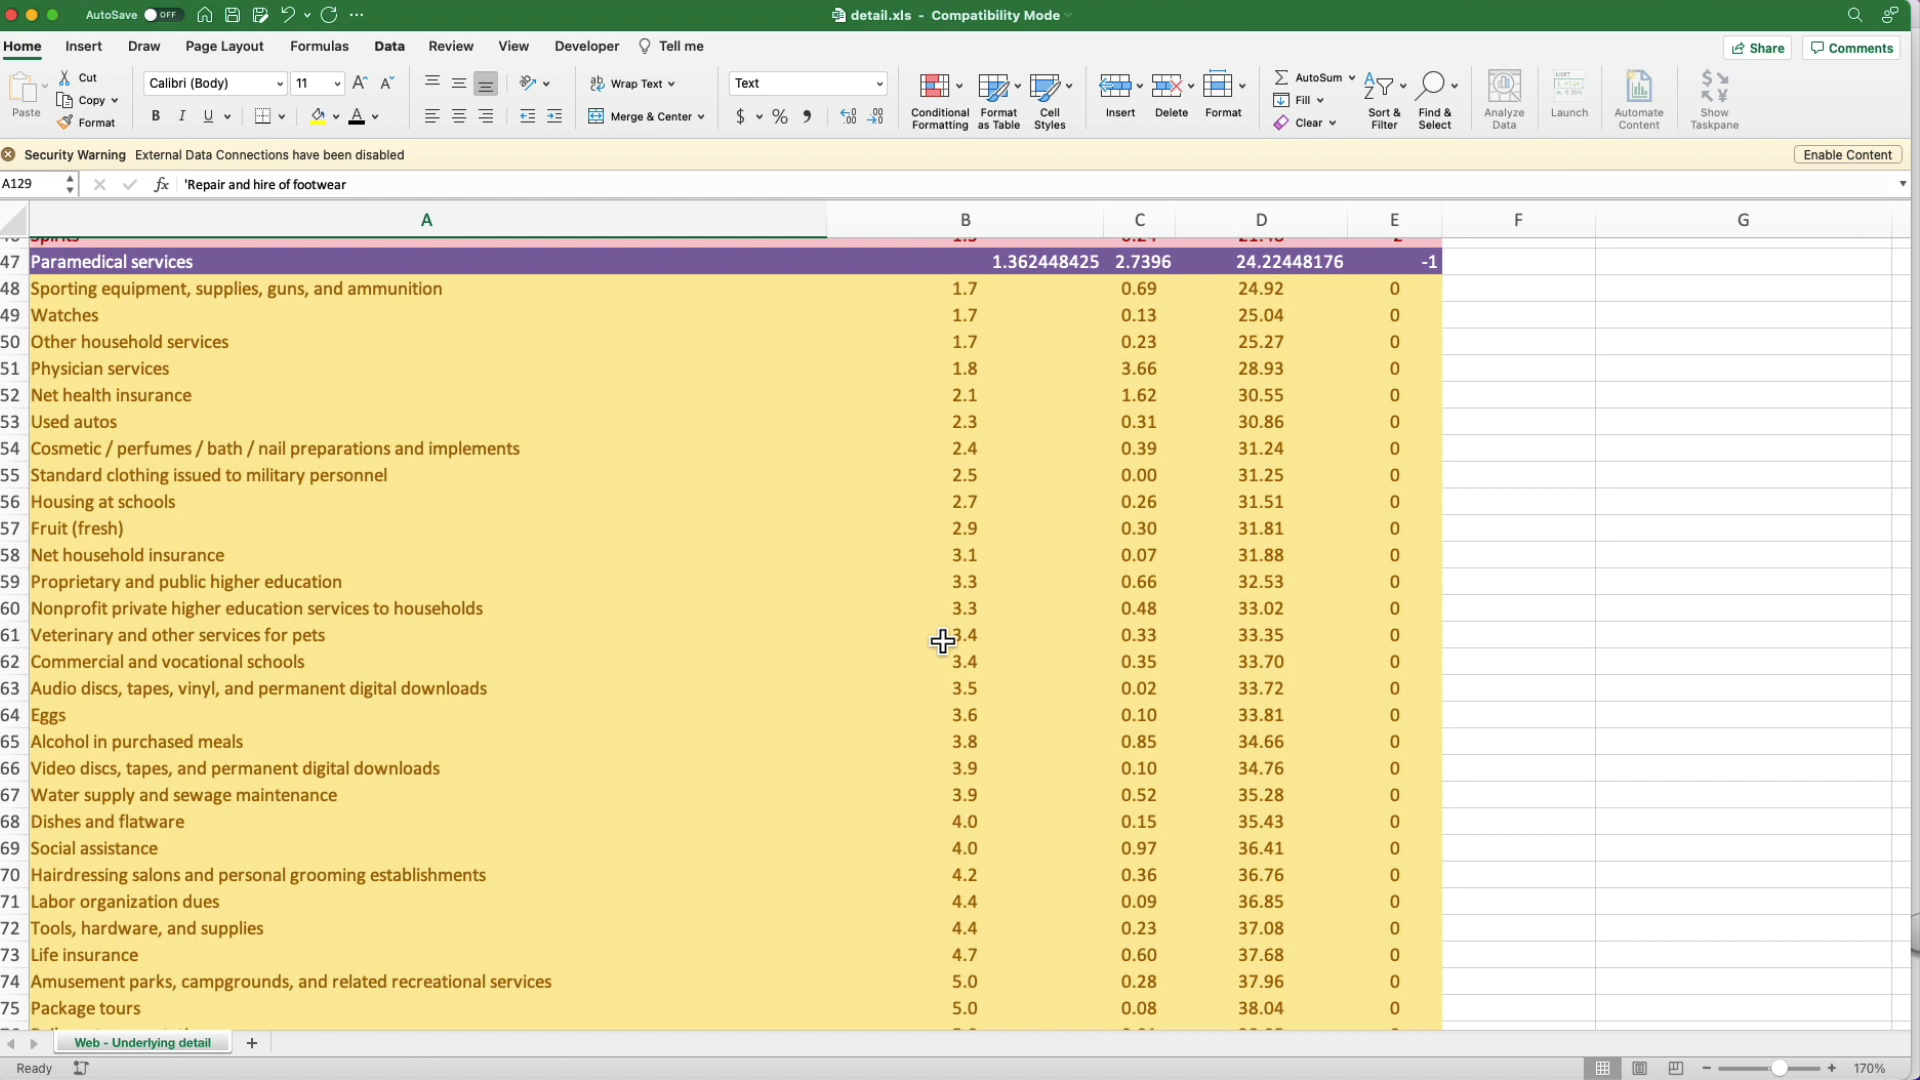 AutoSave OFF detail.xls - Compatibility Mode
Home Insert Draw Page Layout Formulas Data Review View Developer Tell me Share Comments
Paste Cut Copy Format
Calibri (Body) 11 A A
B I U A
Wrap Text
Merge & Center
Text
$ % ,
Conditional Formatting
Format as Table
Cell Styles
Insert Delete Format
AutoSum
Fill
Clear
Sort & Filter
Find & Select
Analyze Data
Launch
Automate Content
Show Taskpane
Security Warning External Data Connections have been disabled Enable Content
A129 fx 'Repair and hire of footwear
A B C D E F G
47 Paramedical services 1.362448425 2.7396 24.22448176 -1
48 Sporting equipment, supplies, guns, and ammunition 1.7 0.69 24.92 0
49 Watches 1.7 0.13 25.04 0
50 Other household services 1.7 0.23 25.27 0
51 Physician services 1.8 3.66 28.93 0
52 Net health insurance 2.1 1.62 30.55 0
53 Used autos 2.3 0.31 30.86 0
54 Cosmetic / perfumes / bath / nail preparations and implements 2.4 0.39 31.24 0
55 Standard clothing issued to military personnel 2.5 0.00 31.25 0
56 Housing at schools 2.7 0.26 31.51 0
57 Fruit (fresh) 2.9 0.30 31.81 0
58 Net household insurance 3.1 0.07 31.88 0
59 Proprietary and public higher education 3.3 0.66 32.53 0
60 Nonprofit private higher education services to households 3.3 0.48 33.02 0
61 Veterinary and other services for pets 3.4 0.33 33.35 0
62 Commercial and vocational schools 3.4 0.35 33.70 0
63 Audio discs, tapes, vinyl, and permanent digital downloads 3.5 0.02 33.72 0
64 Eggs 3.6 0.10 33.81 0
65 Alcohol in purchased meals 3.8 0.85 34.66 0
66 Video discs, tapes, and permanent digital downloads 3.9 0.10 34.76 0
67 Water supply and sewage maintenance 3.9 0.52 35.28 0
68 Dishes and flatware 4.0 0.15 35.43 0
69 Social assistance 4.0 0.97 36.41 0
70 Hairdressing salons and personal grooming establishments 4.2 0.36 36.76 0
71 Labor organization dues 4.4 0.09 36.85 0
72 Tools, hardware, and supplies 4.4 0.23 37.08 0
73 Life insurance 4.7 0.60 37.68 0
74 Amusement parks, campgrounds, and related recreational services 5.0 0.28 37.96 0
75 Package tours 5.0 0.08 38.04 0
Web - Underlying detail +
Ready 170%